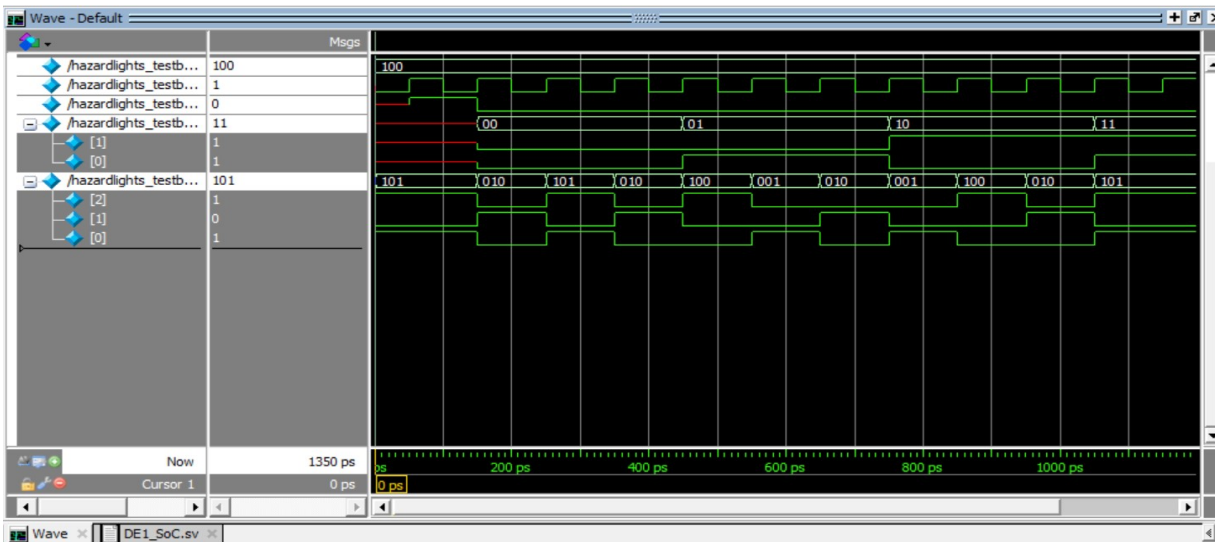 Wave - Default
Msgs
/hazardlights_testb... 100 100
/hazardlights_testb... 1
/hazardlights_testb... 0
/hazardlights_testb... 11 00 01 10 11
[1] 1
[0] 1
/hazardlights_testb... 101 101 010 101 010 100 001 010 001 100 010 101
[2] 1
[1] 0
[0] 1
Now 1350 ps ps 200 ps 400 ps 600 ps 800 ps 1000 ps
Cursor 1 0 ps 0 ps
Wave DE1_SoC.sv